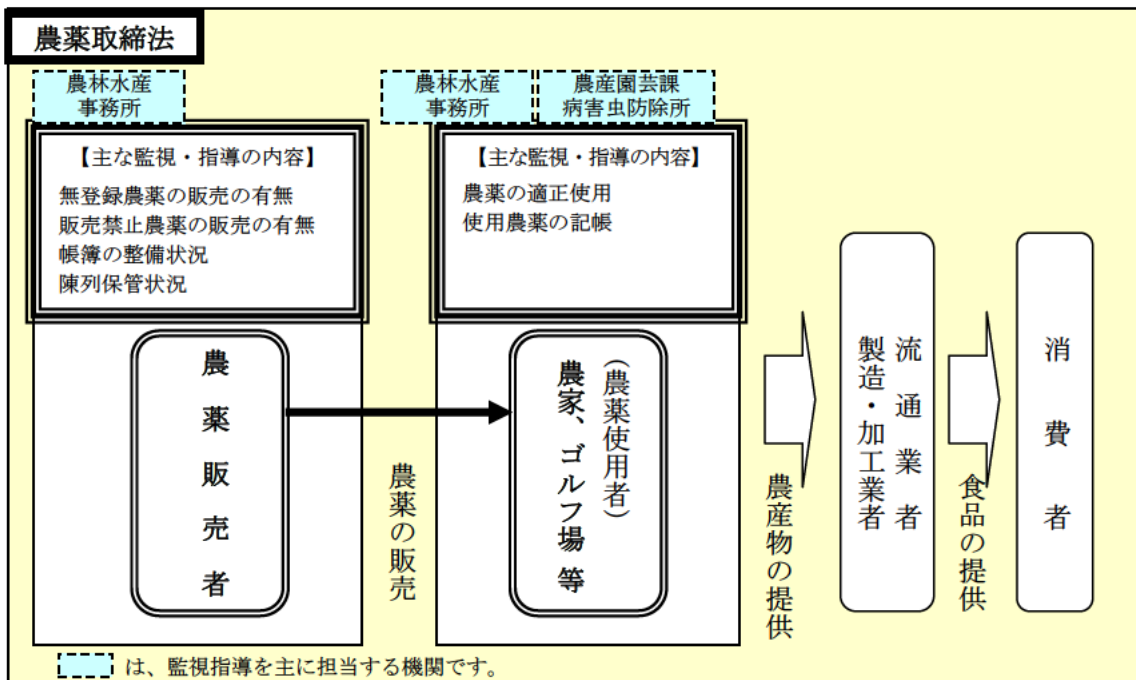 農薬取締法
農林水産
事務所
【主な監視・指導の内容】
無登録農薬の販売の有無
販売禁止農薬の販売の有無
帳簿の整備状況
陳列保管状況
農薬販売者
農薬の販売
農林水産
事務所
農産園芸課
病害虫防除所
【主な監視・指導の内容】
農薬の適正使用
使用農薬の記帳
(農薬使用者)
農家、ゴルフ場等
農産物の提供
流通業者
製造・加工業者
食品の提供
消費者
は、監視指導を主に担当する機関です。